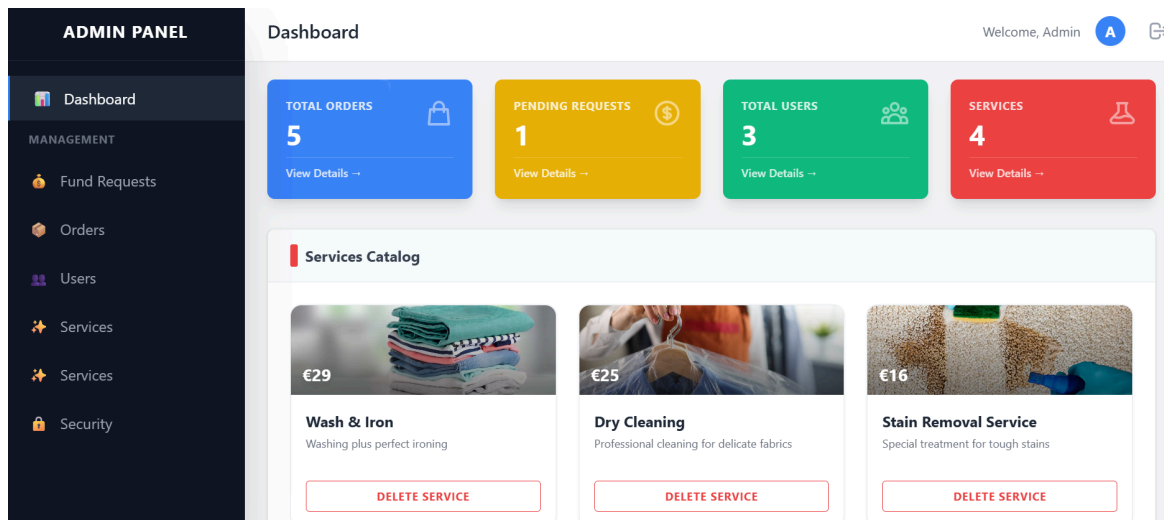 ADMIN PANEL
Dashboard
MANAGEMENT
Fund Requests
Orders
Users
Services
Services
Security
Dashboard
Welcome, Admin
A
TOTAL ORDERS
5
View Details →
PENDING REQUESTS
1
View Details →
TOTAL USERS
3
View Details →
SERVICES
4
View Details →
Services Catalog
€29
Wash & Iron
Washing plus perfect ironing
DELETE SERVICE
€25
Dry Cleaning
Professional cleaning for delicate fabrics
DELETE SERVICE
€16
Stain Removal Service
Special treatment for tough stains
DELETE SERVICE